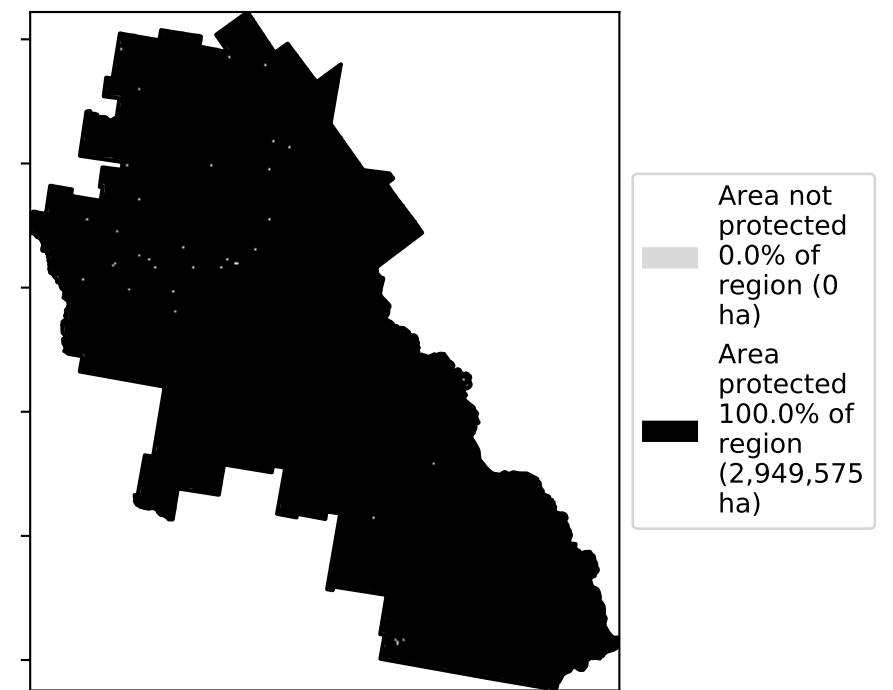 Area not
protected
0.0% of
region (0
ha)
Area
protected
100.0% of
region
(2,949,575
ha)